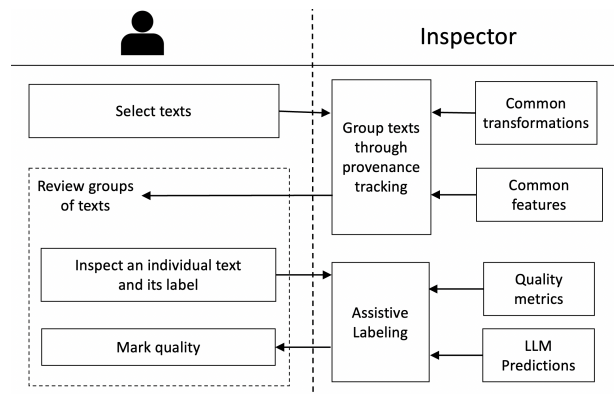 Inspector
Select texts
Group texts
through
provenance
tracking
Common
transformations
Common
features
Review groups
of texts
Inspect an individual text
and its label
Assistive
Labeling
Quality
metrics
Mark quality
LLM
Predictions